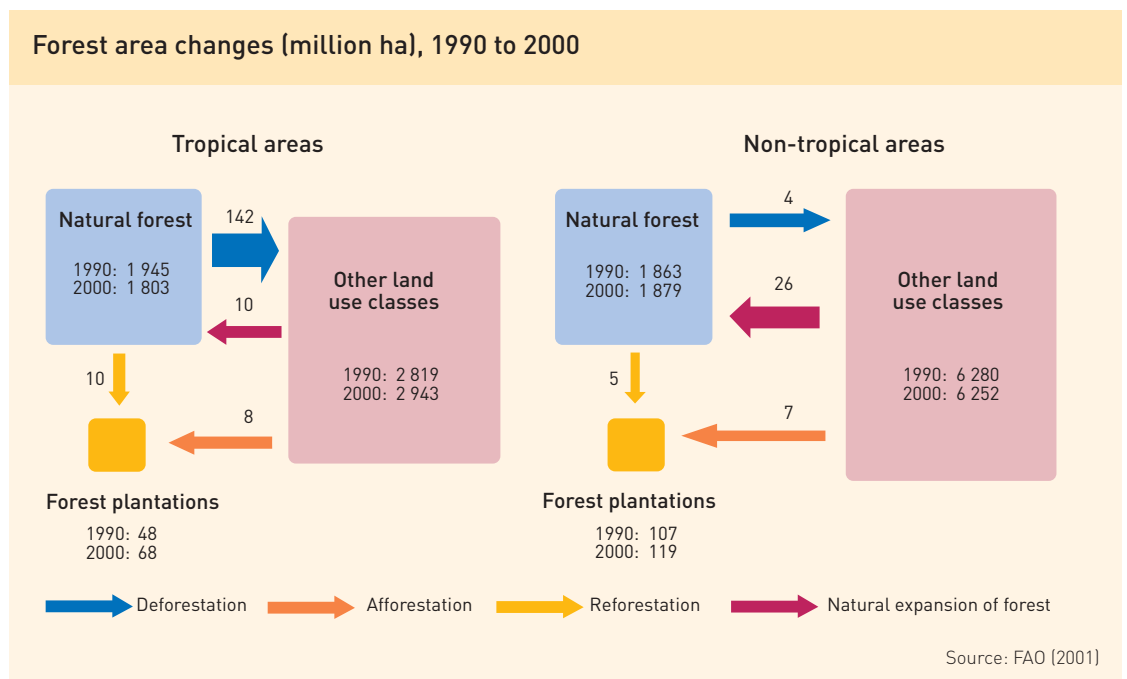 Forest area changes (million ha), 1990 to 2000
Tropical areas
Natural forest
1990: 1 945
2000: 1 803
142
10
Other land
use classes
1990: 2 819
2000: 2 943
10
8
Forest plantations
1990: 48
2000: 68
Non-tropical areas
Natural forest
1990: 1 863
2000: 1 879
4
26
Other land
use classes
1990: 6 280
2000: 6 252
5
7
Forest plantations
1990: 107
2000: 119
Deforestation
Afforestation
Reforestation
Natural expansion of forest
Source: FAO (2001)